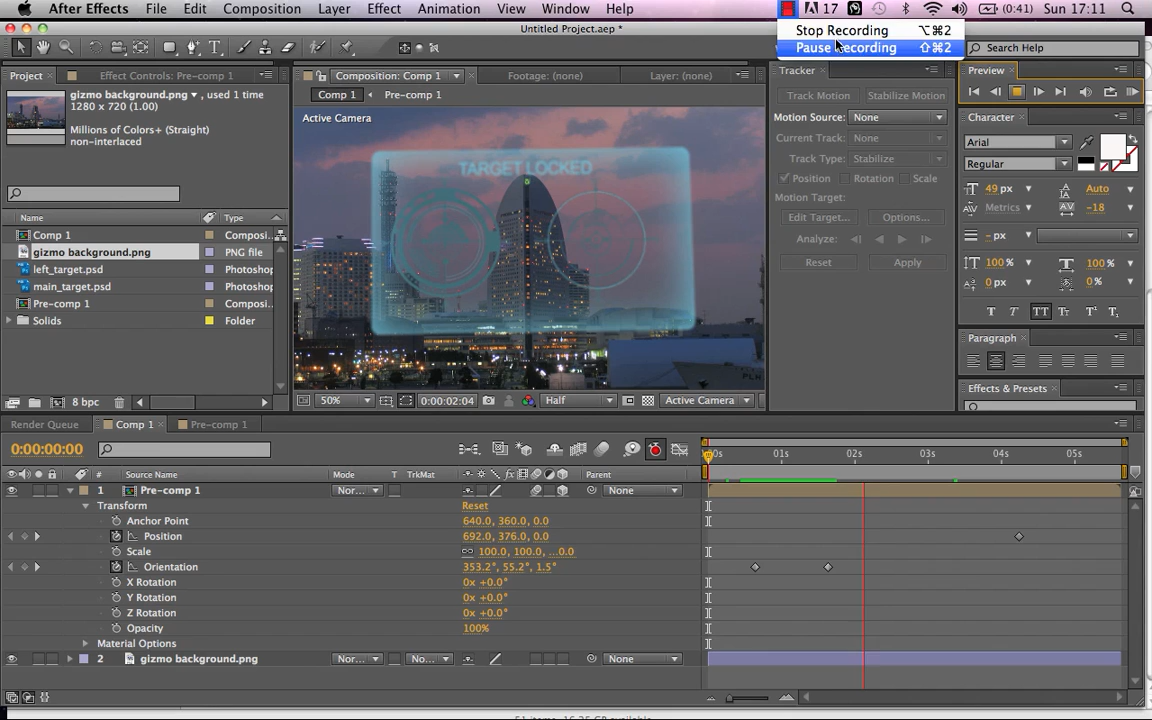 After Effects File Edit Composition Layer Effect Animation View Window Help 17 (0:41) Sun 17:11
Untitled Project.aep *
Stop Recording ⌥⌘2
Pause Recording ⇧⌘2
Search Help
Project Effect Controls: Pre-comp 1
gizmo background.png ▾, used 1 time
1280 x 720 (1.00)
Millions of Colors+ (Straight)
non-interlaced
Name Type
Comp 1 Composi
gizmo background.png PNG file
left_target.psd Photoshop
main_target.psd Photoshop
Pre-comp 1 Composi
Solids Folder
8 bpc
Composition: Comp 1 Footage: (none) Layer: (none)
Comp 1 Pre-comp 1
Active Camera
TARGET LOCKED
50% 0:00:02:04 Half Active Camera
Tracker
Track Motion Stabilize Motion
Motion Source: None
Current Track: None
Track Type: Stabilize
Position Rotation Scale
Motion Target:
Edit Target... Options...
Analyze:
Reset Apply
Preview
Character
Arial
Regular
49 px Auto
Metrics -18
- px
100% 100%
0 px 0%
T T TT Tr T¹ T₁
Paragraph
Effects & Presets
Render Queue Comp 1 Pre-comp 1
0:00:00:00
00s 01s 02s 03s 04s 05s
# Source Name Mode T TrkMat fx Parent
1 Pre-comp 1 Nor... None
Transform Reset
Anchor Point 640.0, 360.0, 0.0
Position 692.0, 376.0, 0.0
Scale 100.0, 100.0, ...0.0
Orientation 353.2°, 55.2°, 1.5°
X Rotation 0x +0.0°
Y Rotation 0x +0.0°
Z Rotation 0x +0.0°
Opacity 100%
Material Options
2 gizmo background.png Nor... No... None